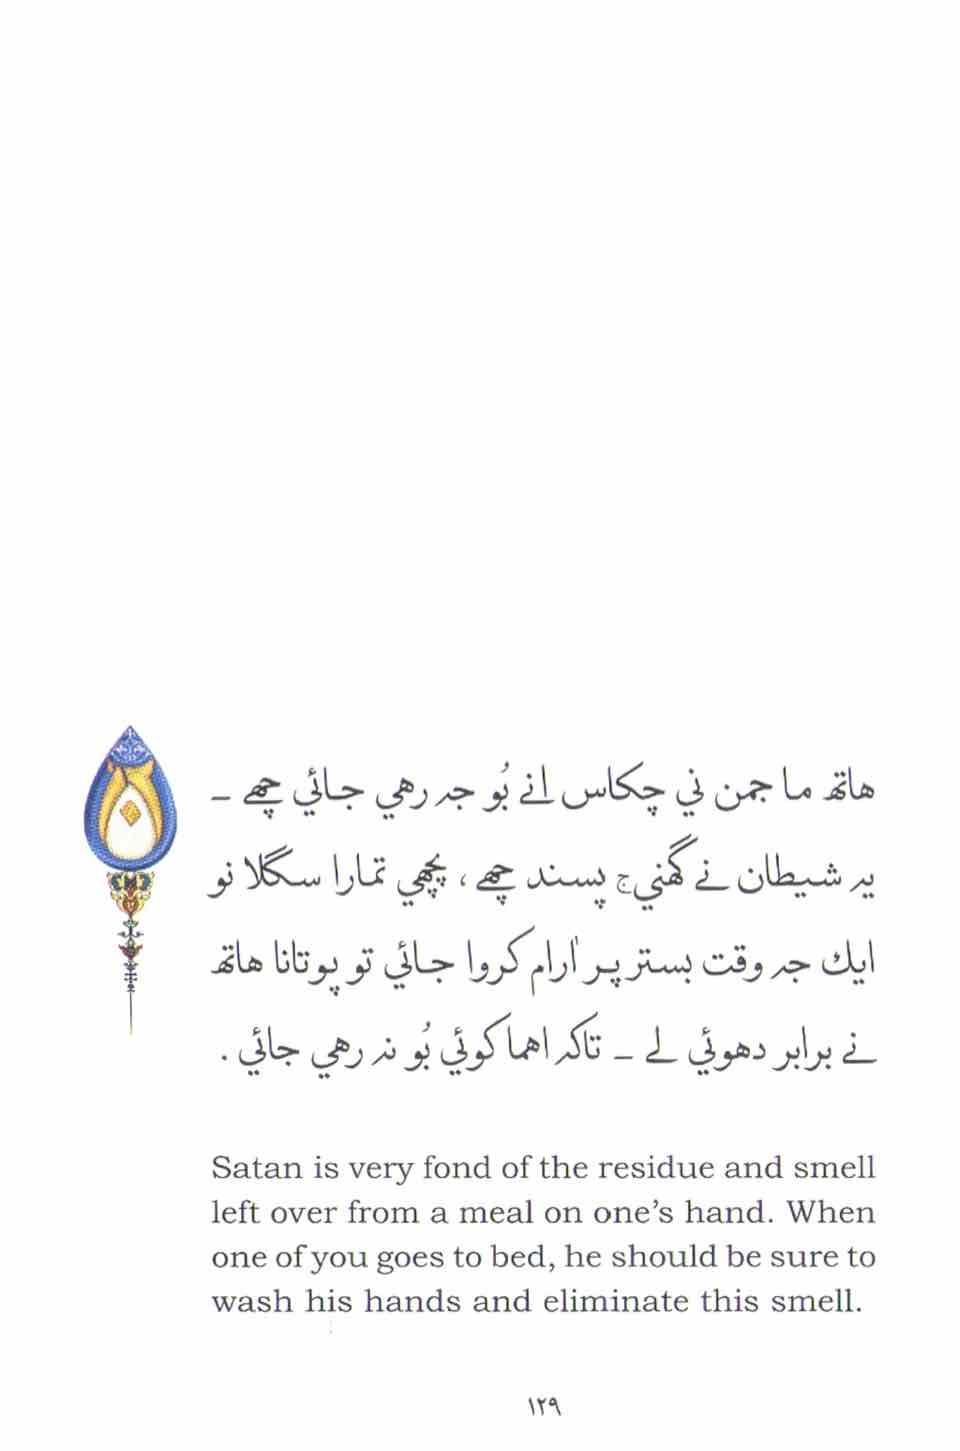 هاتھ ما جمن ني چكاس انے بُو جہ رهي جائي چھے ـ
يہ شيطان نے گھني ج پسند چھے ، پچھي تمارا سگلا نو
ايك جہ وقت بستر پر اٰرام كروا جائي تو پوتانا هاتھ
نے برابر دهوئي لے ـ تاكہ اهما كوئي بُو نہ رهي جائي .
Satan is very fond of the residue and smell
left over from a meal on one's hand. When
one of you goes to bed, he should be sure to
wash his hands and eliminate this smell.
١٢٩